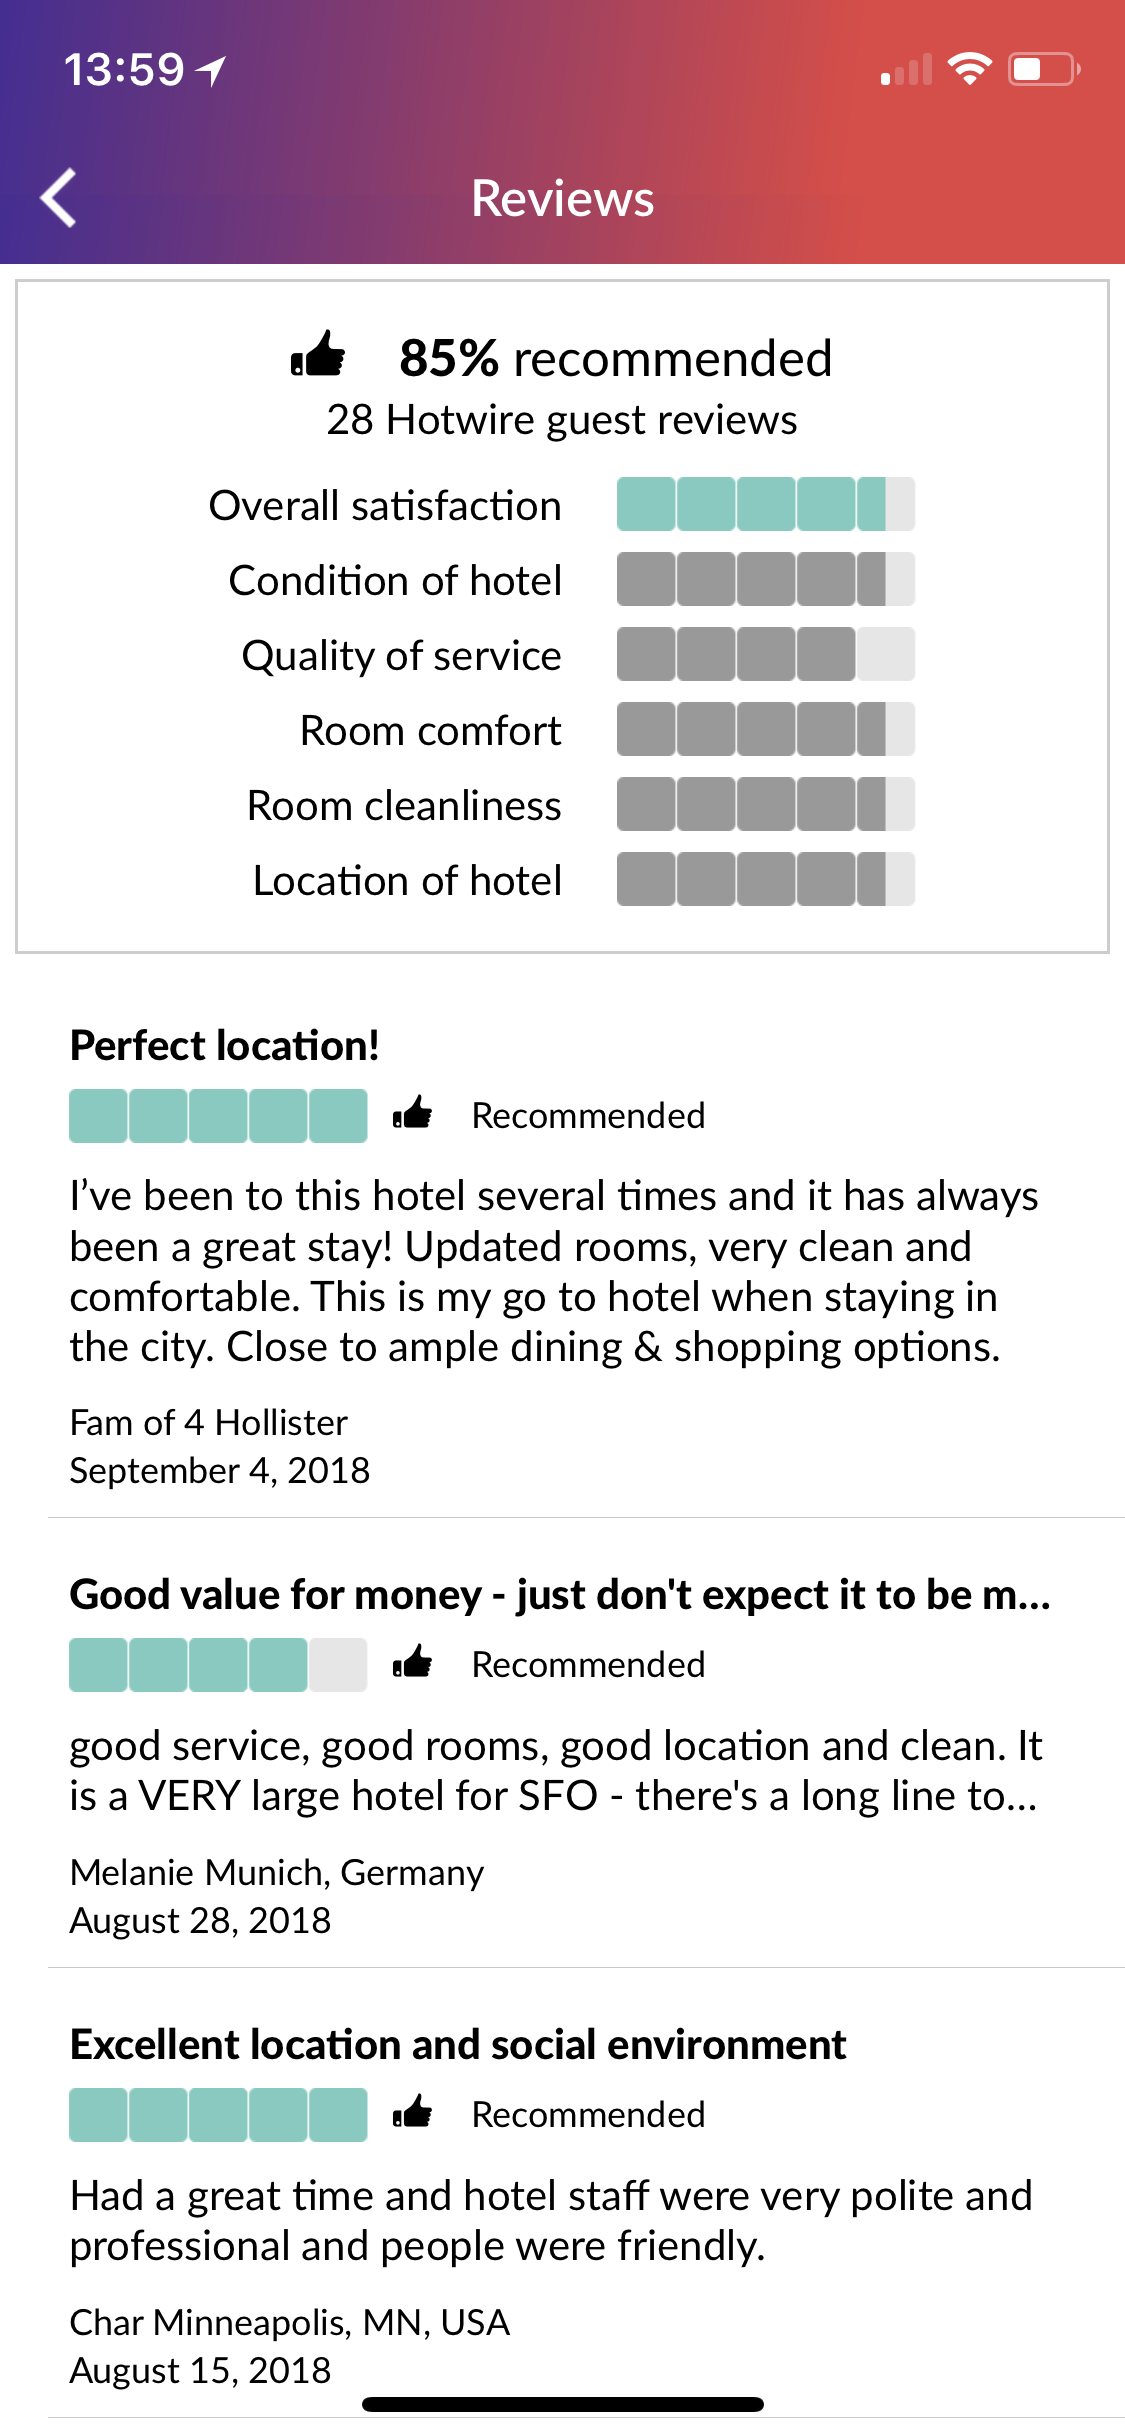 13:59
Reviews
85% recommended
28 Hotwire guest reviews
Overall satisfaction
Condition of hotel
Quality of service
Room comfort
Room cleanliness
Location of hotel
Perfect location!
Recommended
I’ve been to this hotel several times and it has always
been a great stay! Updated rooms, very clean and
comfortable. This is my go to hotel when staying in
the city. Close to ample dining & shopping options.
Fam of 4 Hollister
September 4, 2018
Good value for money - just don't expect it to be m...
Recommended
good service, good rooms, good location and clean. It
is a VERY large hotel for SFO - there's a long line to...
Melanie Munich, Germany
August 28, 2018
Excellent location and social environment
Recommended
Had a great time and hotel staff were very polite and
professional and people were friendly.
Char Minneapolis, MN, USA
August 15, 2018